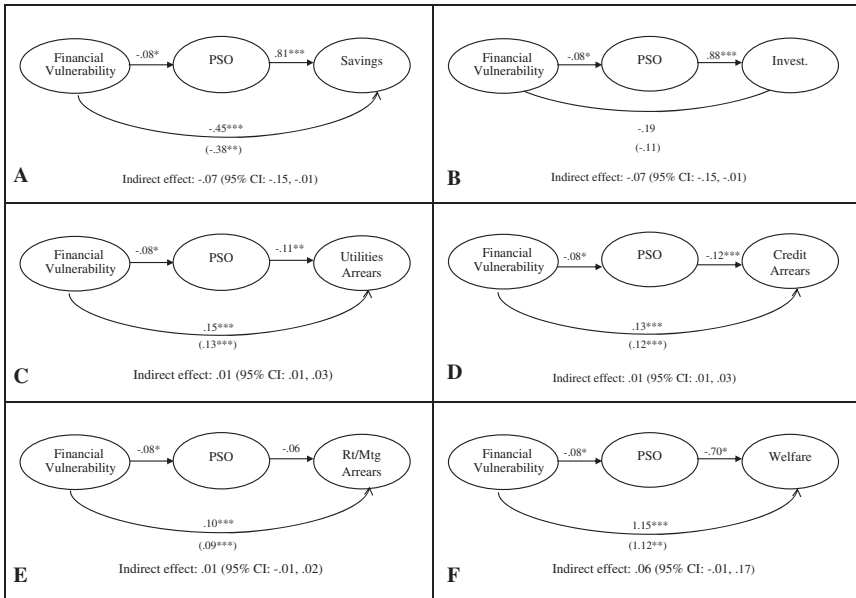 Financial
Vulnerability
-.08*
PSO
.81***
Savings
-.45***
(-.38**)
A
Indirect effect: -.07 (95% CI: -.15, -.01)
Financial
Vulnerability
-.08*
PSO
.88***
Invest.
-.19
(-.11)
B
Indirect effect: -.07 (95% CI: -.15, -.01)
Financial
Vulnerability
-.08*
PSO
-.11**
Utilities
Arrears
.15***
(.13***)
C
Indirect effect: .01 (95% CI: .01, .03)
Financial
Vulnerability
-.08*
PSO
-.12***
Credit
Arrears
.13***
(.12***)
D
Indirect effect: .01 (95% CI: .01, .03)
Financial
Vulnerability
-.08*
PSO
-.06
Rt/Mtg
Arrears
.10***
(.09***)
E
Indirect effect: .01 (95% CI: -.01, .02)
Financial
Vulnerability
-.08*
PSO
-.70*
Welfare
1.15***
(1.12**)
F
Indirect effect: .06 (95% CI: -.01, .17)